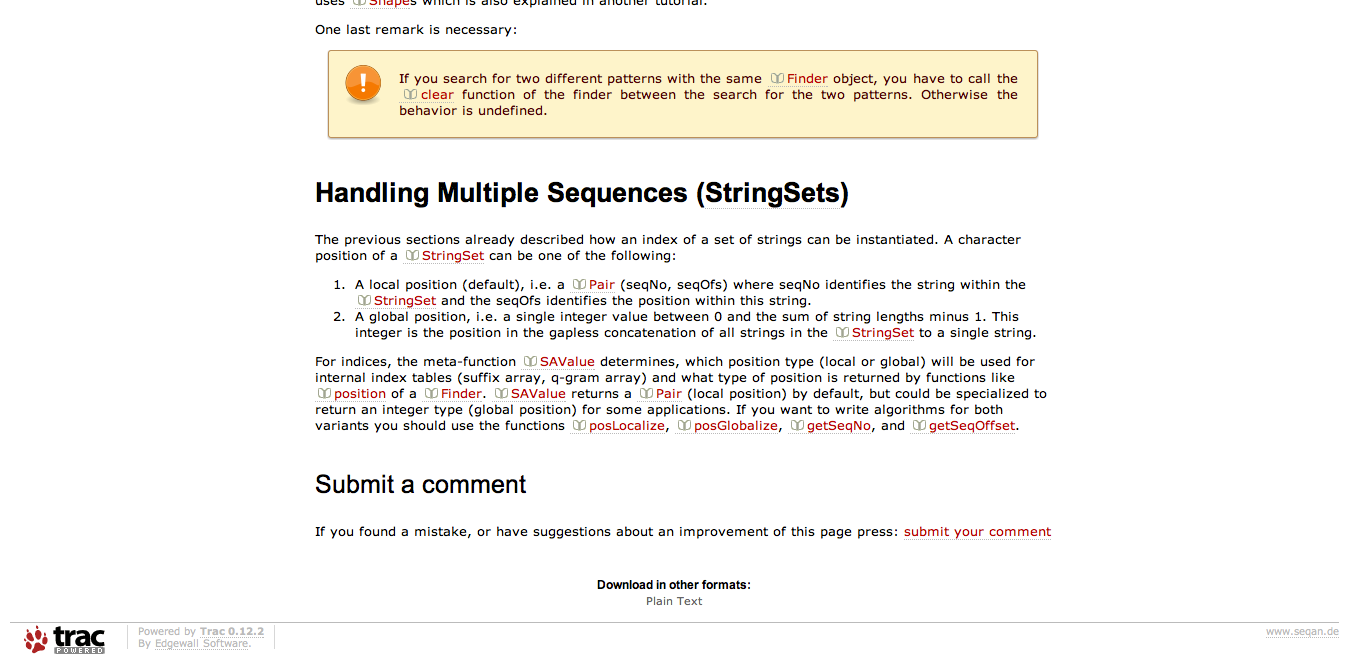 uses Shapes which is also explained in another tutorial.
One last remark is necessary:
If you search for two different patterns with the same Finder object, you have to call the
clear function of the finder between the search for the two patterns. Otherwise the
behavior is undefined.
Handling Multiple Sequences (StringSets)
The previous sections already described how an index of a set of strings can be instantiated. A character
position of a StringSet can be one of the following:
1. A local position (default), i.e. a Pair (seqNo, seqOfs) where seqNo identifies the string within the
StringSet and the seqOfs identifies the position within this string.
2. A global position, i.e. a single integer value between 0 and the sum of string lengths minus 1. This
integer is the position in the gapless concatenation of all strings in the StringSet to a single string.
For indices, the meta-function SAValue determines, which position type (local or global) will be used for
internal index tables (suffix array, q-gram array) and what type of position is returned by functions like
position of a Finder. SAValue returns a Pair (local position) by default, but could be specialized to
return an integer type (global position) for some applications. If you want to write algorithms for both
variants you should use the functions posLocalize, posGlobalize, getSeqNo, and getSeqOffset.
Submit a comment
If you found a mistake, or have suggestions about an improvement of this page press: submit your comment
Download in other formats:
Plain Text
trac
POWERED
Powered by Trac 0.12.2
By Edgewall Software.
www.seqan.de